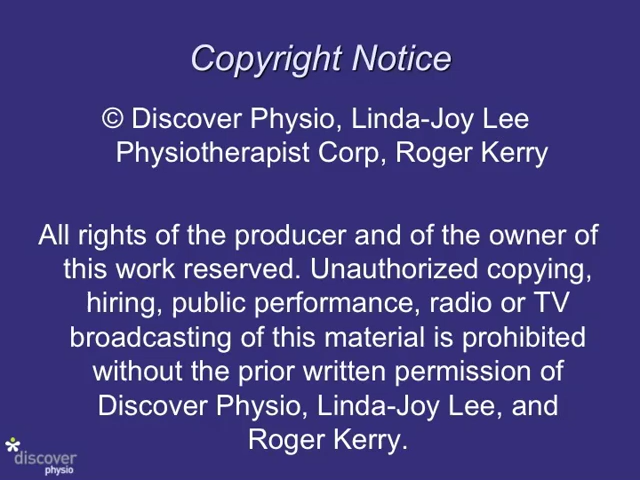 Copyright Notice
© Discover Physio, Linda-Joy Lee
Physiotherapist Corp, Roger Kerry
All rights of the producer and of the owner of
this work reserved. Unauthorized copying,
hiring, public performance, radio or TV
broadcasting of this material is prohibited
without the prior written permission of
Discover Physio, Linda-Joy Lee, and
Roger Kerry.
discover
physio